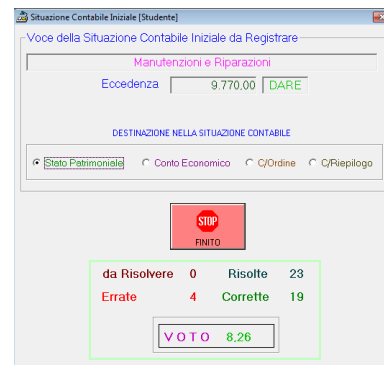 Situazione Contabile Iniziale [Studente]
Voce della Situazione Contabile Iniziale da Registrare
Manutenzioni e Riparazioni
Eccedenza 9.770,00 DARE
DESTINAZIONE NELLA SITUAZIONE CONTABILE
Stato Patrimoniale Conto Economico C/Ordine C/Riepilogo
STOP
FINITO
da Risolvere 0 Risolte 23
Errate 4 Corrette 19
VOTO 8,26